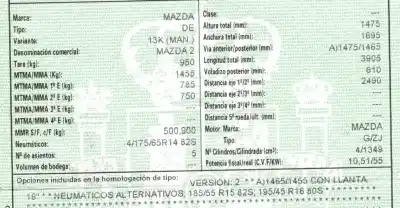 Marca: MAZDA
Tipo: DE
Variante: 13K (MAN.)
Denominación comercial: MAZDA 2
Tara (kg): 950
MTMA/MMA (Kg): 1455
MTMA/MMA 1º E (kg): 785
MTMA/MMA 2º E (kg): 750
MTMA/MMA 3º E (kg): ---
MTMA/MMA 4º E (kg): ---
MMR S/F, c/F (kg): 500,900
Neumáticos: 4/175/65R14 82S
Nº de asientos: 5
Volumen de bodega: ---
Clase: ---
Altura total (mm): 1475
Anchura total (mm): 1695
Vía anterior/posterior (mm): A)1475/1465
Longitud total (mm): 3905
Voladizo posterior (mm): 610
Distancia eje 1º/2º (mm): 2490
Distancia eje 2º/3º (mm): ---
Distancia eje 3º/4º (mm): ---
Distancia 5ª rueda/últ. (mm): ---
Motor: Marca: MAZDA
Tipo: G/ZJ
Nº Cilindros/Cilindrada (cm³): 4/1349
Potencia fiscal/real (C.V.F/KW): 10,51/55
Opciones incluidas en la homologación de tipo: VERSION: 2 * * A)1465/1455 CON LLANTA
16" * * NEUMATICOS ALTERNATIVOS: 185/55 R15 82S; 195/45 R16 80S * * * * * * * *